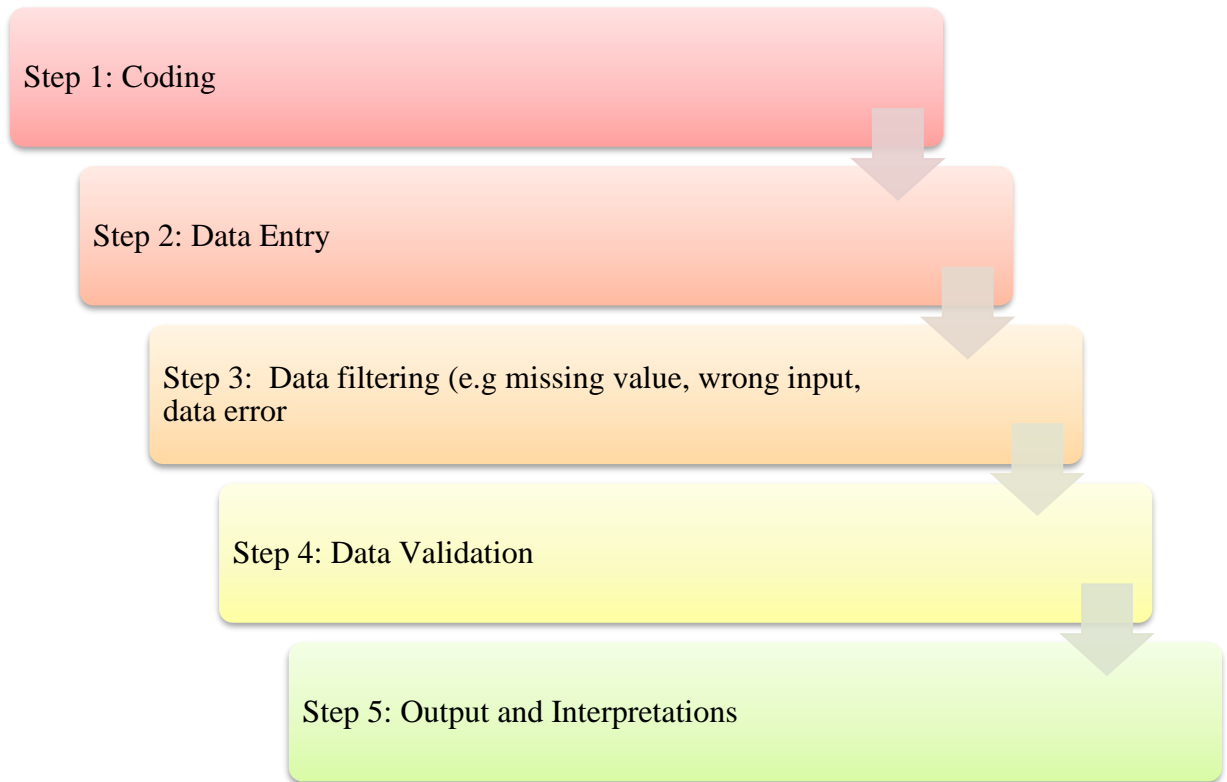 Step 1: Coding
Step 2: Data Entry
Step 3:  Data filtering (e.g missing value, wrong input,
data error
Step 4: Data Validation
Step 5: Output and Interpretations